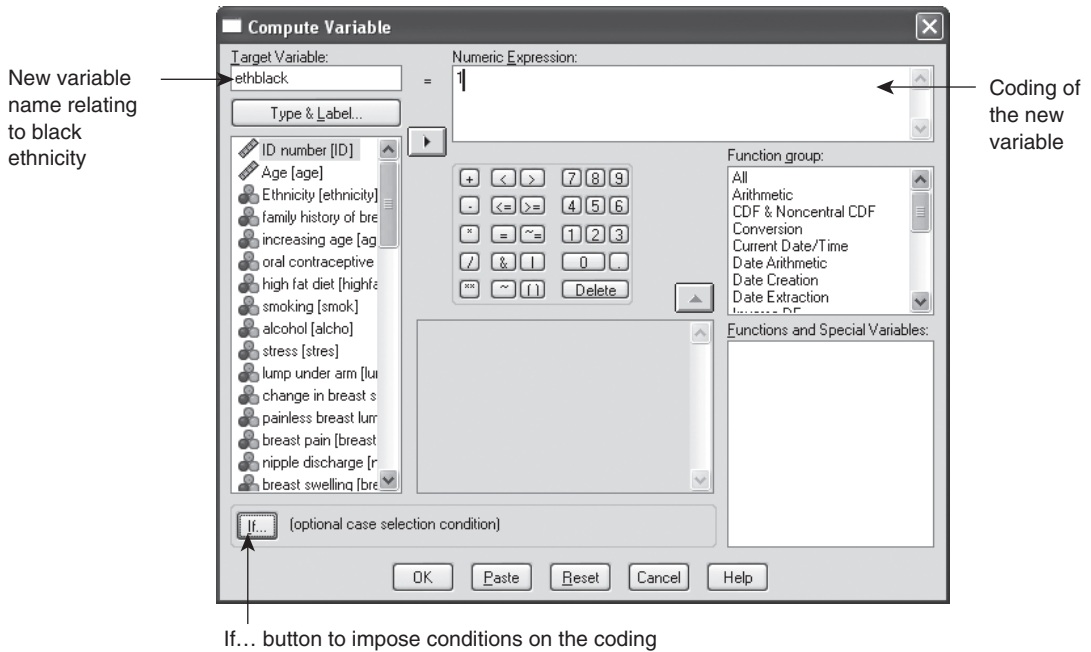 Compute Variable
New variable
name relating
to black
ethnicity
Target Variable:
ethblack
=
Type & Label...
Numeric Expression:
1
Coding of
the new
variable
ID number [ID]
Age [age]
Ethnicity [ethnicity]
family history of bre
increasing age [ag
oral contraceptive
high fat diet [highfa
smoking [smok]
alcohol [alcho]
stress [stres]
lump under arm [lu
change in breast s
painless breast lum
breast pain [breast
nipple discharge [n
breast swelling [bre
+ < > 7 8 9
- <= >= 4 5 6
* = ~= 1 2 3
/ & | 0 .
** ~ ( ) Delete
Function group:
All
Arithmetic
CDF & Noncentral CDF
Conversion
Current Date/Time
Date Arithmetic
Date Creation
Date Extraction
Inverse DF
Functions and Special Variables:
If... (optional case selection condition)
OK Paste Reset Cancel Help
If... button to impose conditions on the coding